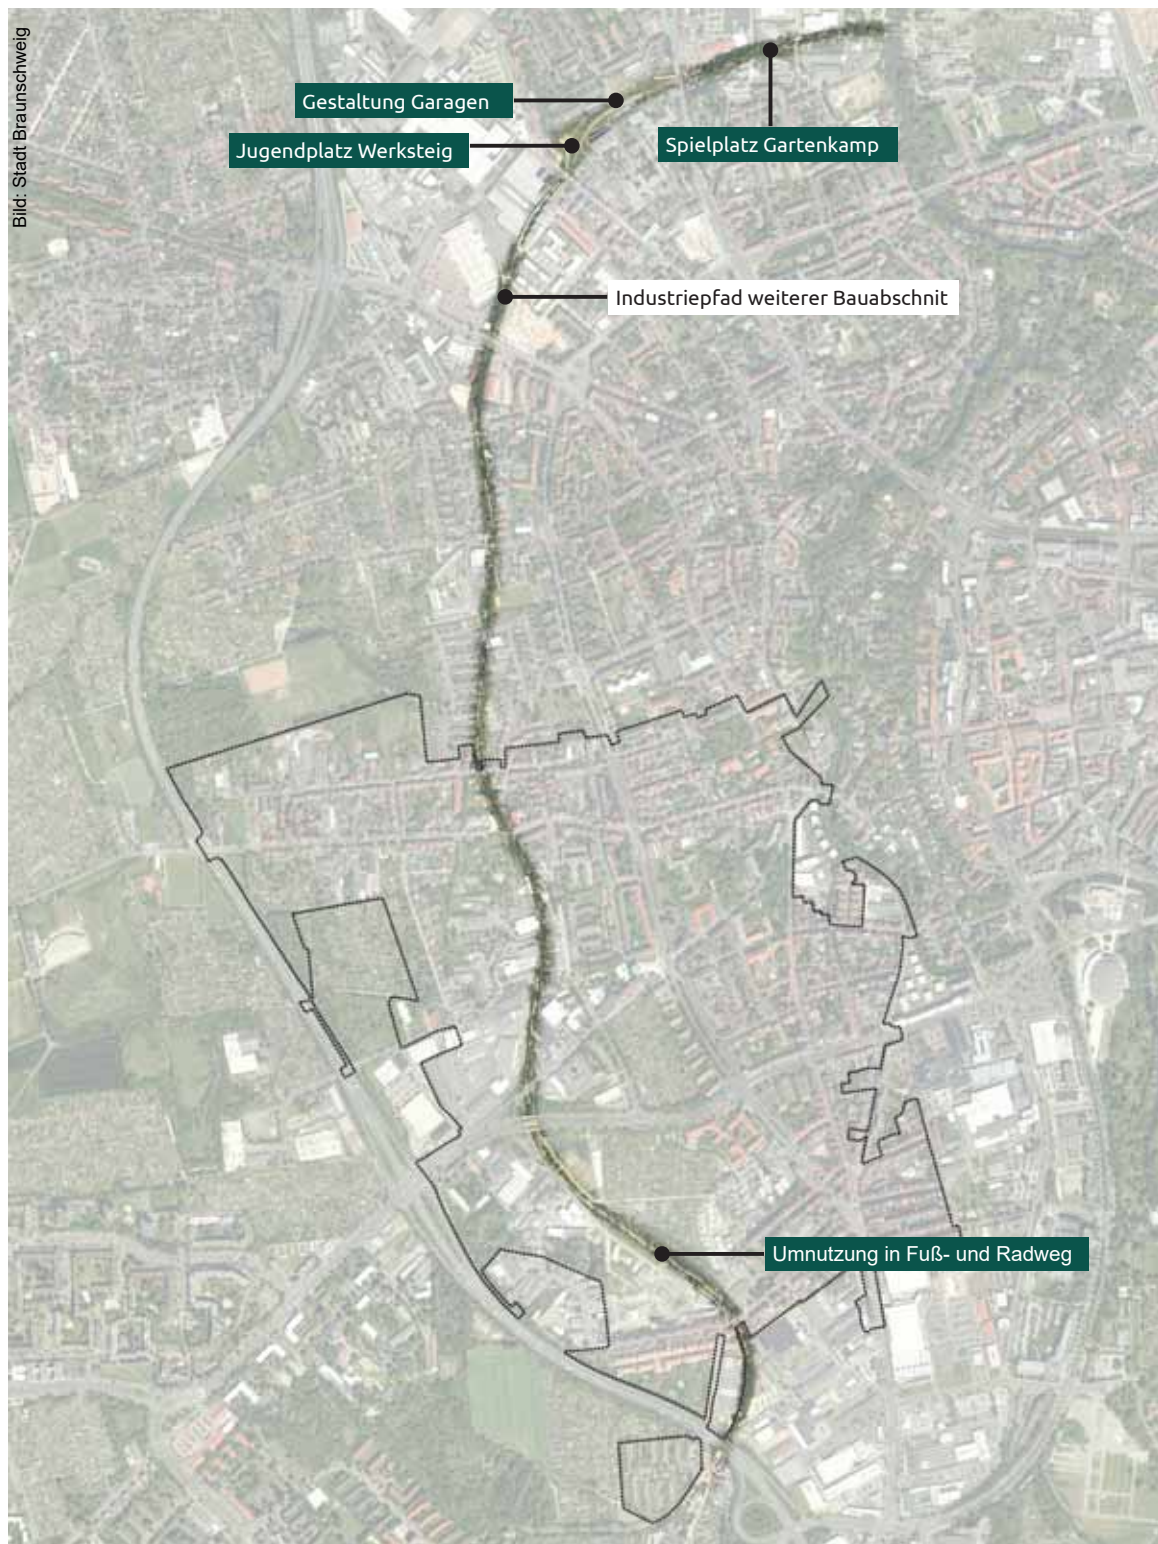 Bild: Stadt Braunschweig
Gestaltung Garagen
Jugendplatz Werksteig
Spielplatz Gartenkamp
Industriepfad weiterer Bauabschnit
Umnutzung in Fuß- und Radweg